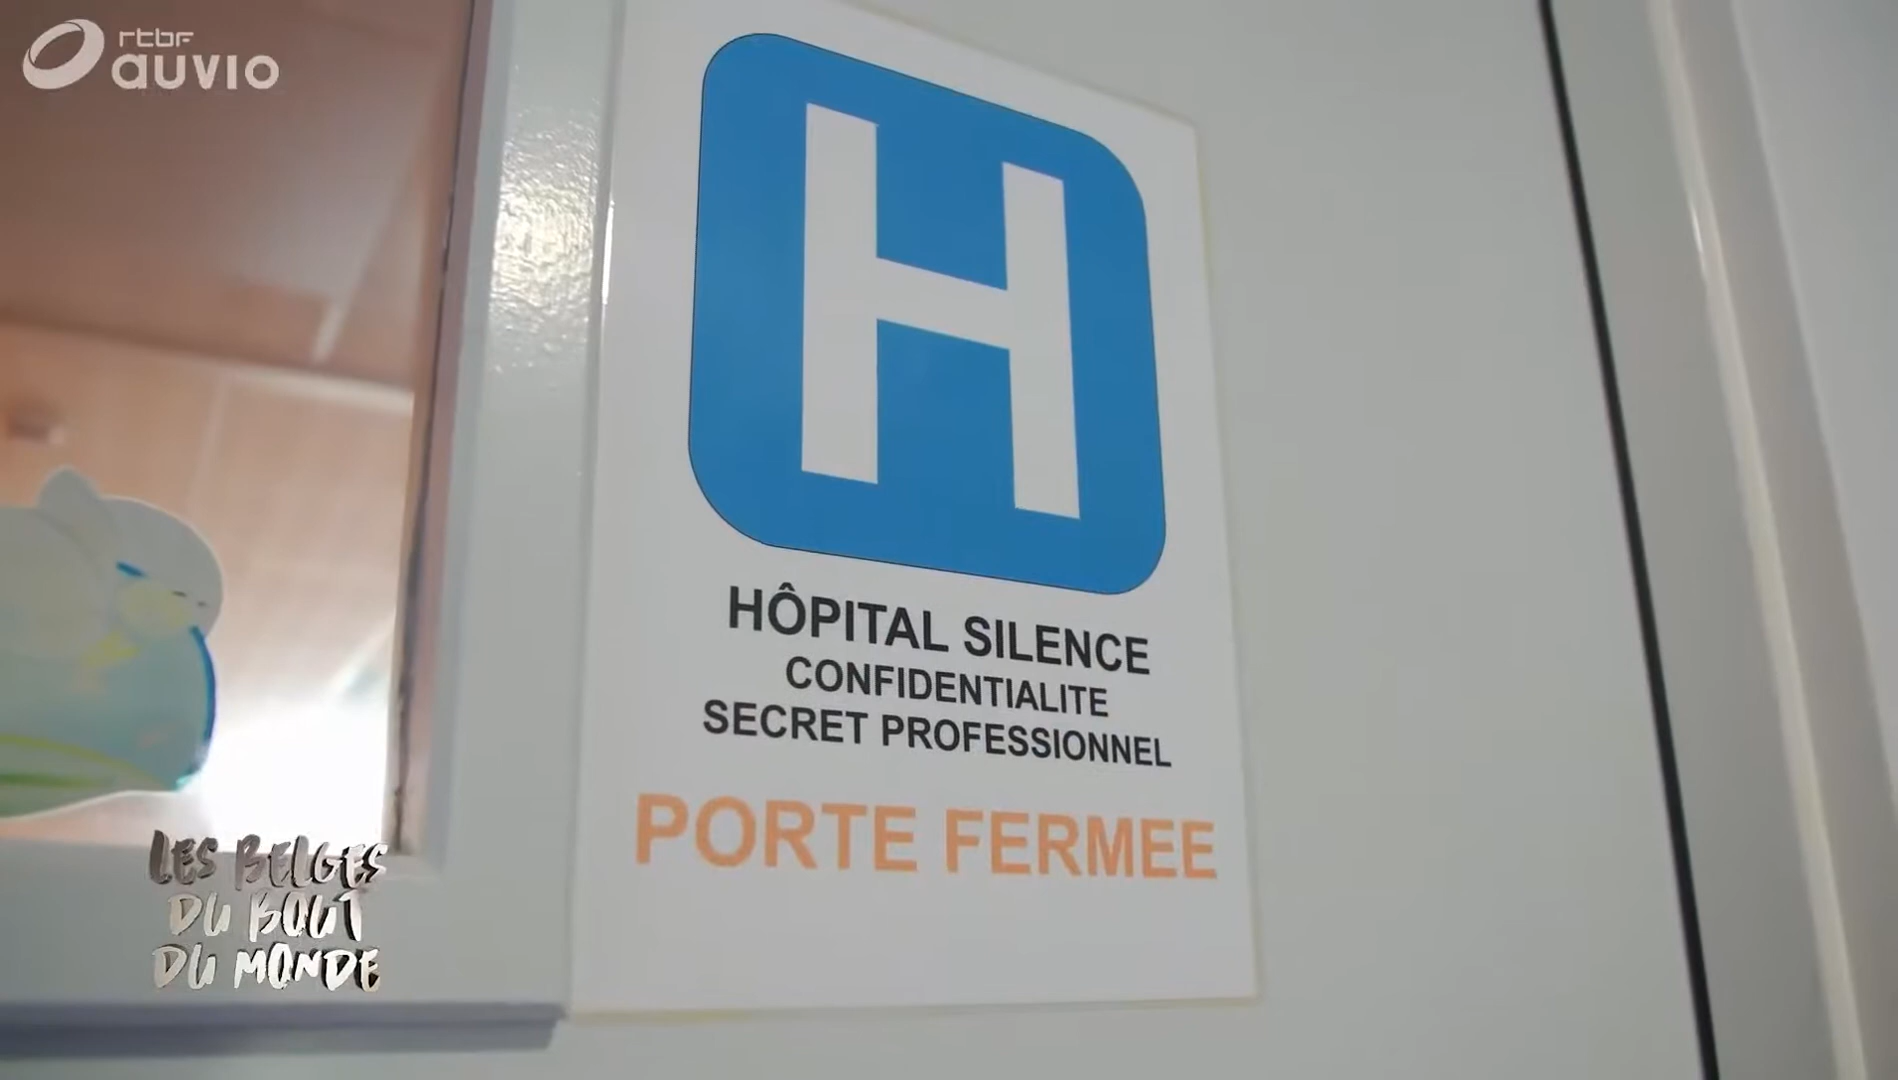 rtbf
auvio
H
HÔPITAL SILENCE
CONFIDENTIALITE
SECRET PROFESSIONNEL
PORTE FERMEE
LES BELGES
DU BOUT
DU MONDE